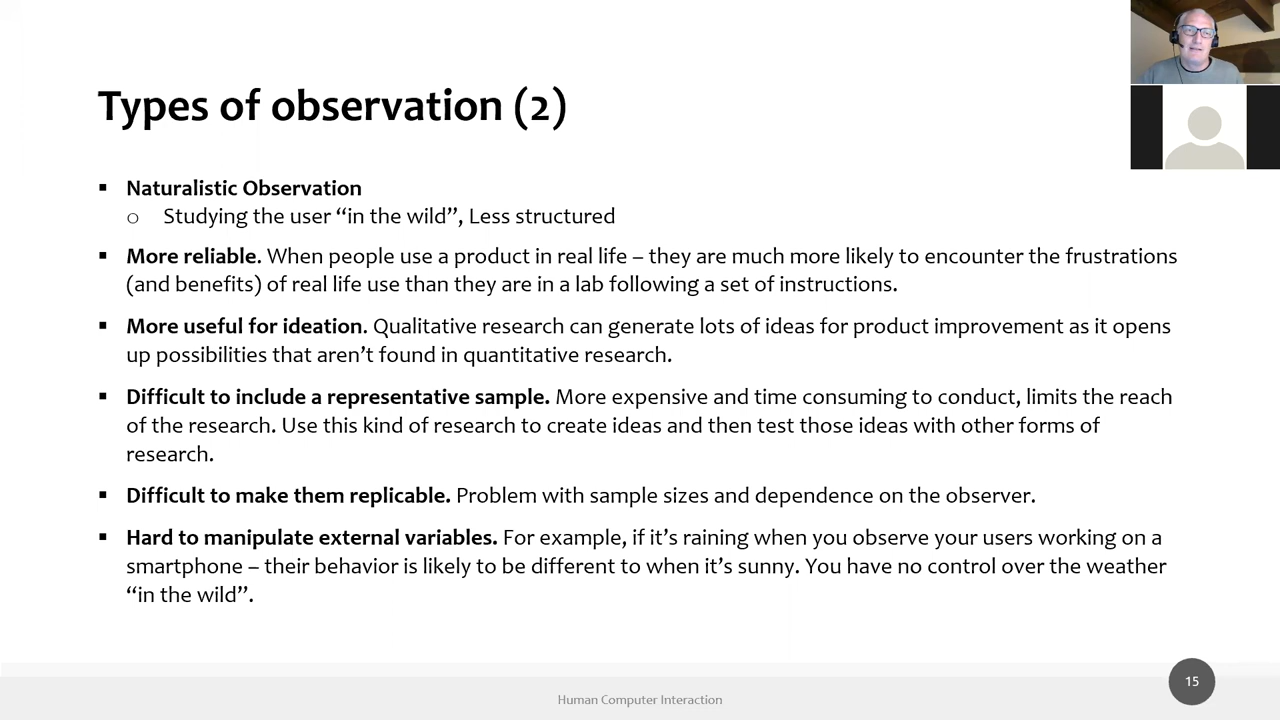 Types of observation (2)
▪ Naturalistic Observation
o Studying the user “in the wild”, Less structured
▪ More reliable. When people use a product in real life – they are much more likely to encounter the frustrations
(and benefits) of real life use than they are in a lab following a set of instructions.
▪ More useful for ideation. Qualitative research can generate lots of ideas for product improvement as it opens
up possibilities that aren’t found in quantitative research.
▪ Difficult to include a representative sample. More expensive and time consuming to conduct, limits the reach
of the research. Use this kind of research to create ideas and then test those ideas with other forms of
research.
▪ Difficult to make them replicable. Problem with sample sizes and dependence on the observer.
▪ Hard to manipulate external variables. For example, if it’s raining when you observe your users working on a
smartphone – their behavior is likely to be different to when it’s sunny. You have no control over the weather
“in the wild”.
15
Human Computer Interaction